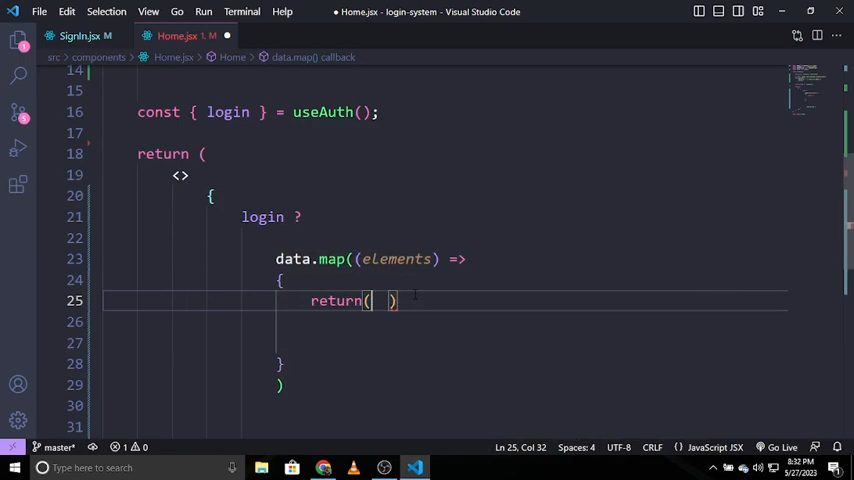 File Edit Selection View Go Run Terminal Help ● Home.jsx - login-system - Visual Studio Code
SignIn.jsx M Home.jsx 1, M
src > components > Home.jsx > Home > data.map() callback
14
15
16 const { login } = useAuth();
17
18 return (
19 <>
20 {
21 login ?
22
23 data.map((elements) =>
24 {
25 return( )
26
27
28 }
29 )
30
31
1
5
master* 1 0 Ln 25, Col 32 Spaces: 4 UTF-8 CRLF { } JavaScript JSX Go Live
Type here to search 8:32 PM
5/27/2023